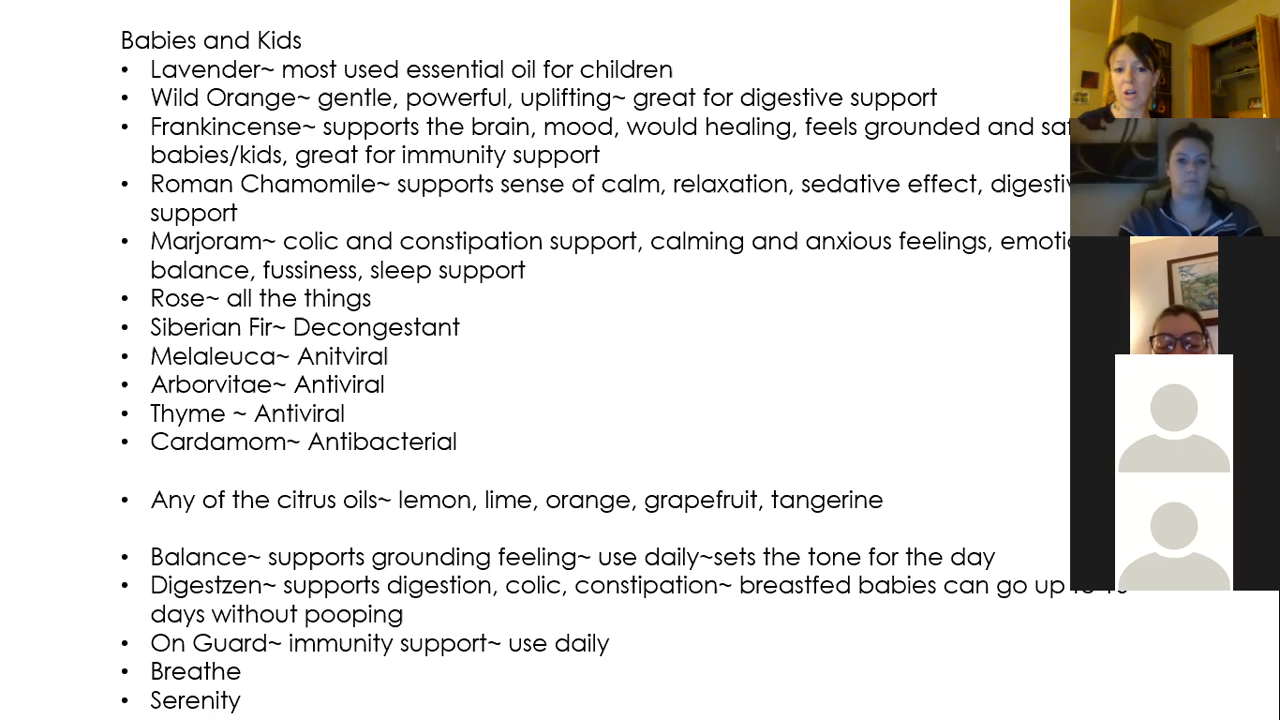 Babies and Kids
• Lavender~ most used essential oil for children
• Wild Orange~ gentle, powerful, uplifting~ great for digestive support
• Frankincense~ supports the brain, mood, would healing, feels grounded and
babies/kids, great for immunity support
• Roman Chamomile~ supports sense of calm, relaxation, sedative effect,
support
• Marjoram~ colic and constipation support, calming and anxious feelings,
balance, fussiness, sleep support
• Rose~ all the things
• Siberian Fir~ Decongestant
• Melaleuca~ Anitviral
• Arborvitae~ Antiviral
• Thyme ~ Antiviral
• Cardamom~ Antibacterial
• Any of the citrus oils~ lemon, lime, orange, grapefruit, tangerine
• Balance~ supports grounding feeling~ use daily~sets the tone for the day
• Digestzen~ supports digestion, colic, constipation~ breastfed babies can go up
days without pooping
• On Guard~ immunity support~ use daily
• Breathe
• Serenity